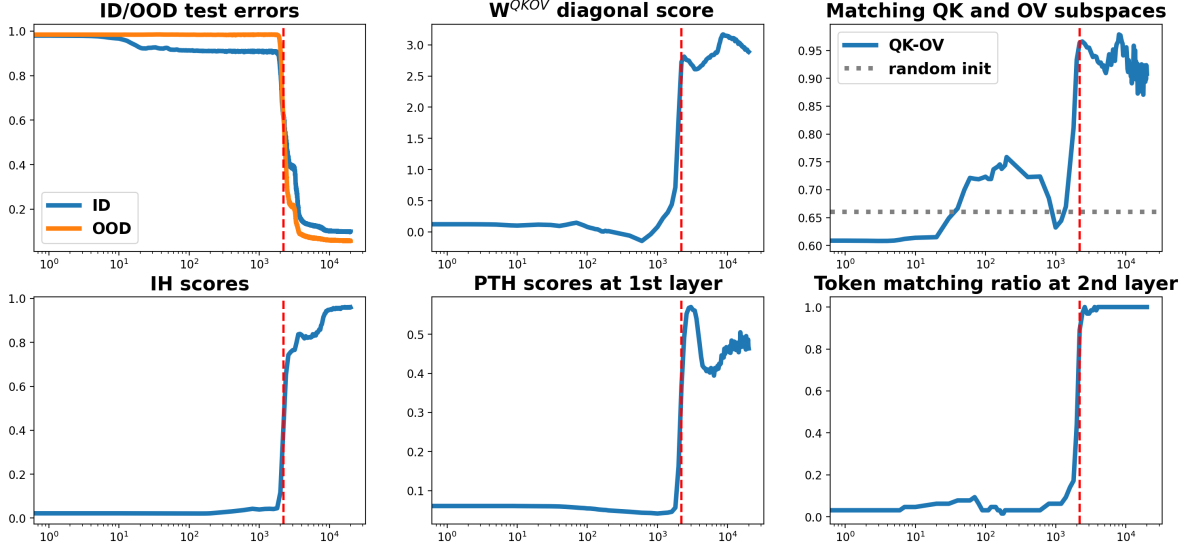 ID/OOD test errors
1.0
0.8
0.6
0.4
0.2
ID
OOD
10^0 10^1 10^2 10^3 10^4
W^QKOV diagonal score
3.0
2.5
2.0
1.5
1.0
0.5
0.0
10^0 10^1 10^2 10^3 10^4
Matching QK and OV subspaces
0.95
0.90
0.85
0.80
0.75
0.70
0.65
0.60
QK-OV
random init
10^0 10^1 10^2 10^3 10^4
IH scores
1.0
0.8
0.6
0.4
0.2
0.0
10^0 10^1 10^2 10^3 10^4
PTH scores at 1st layer
0.5
0.4
0.3
0.2
0.1
10^0 10^1 10^2 10^3 10^4
Token matching ratio at 2nd layer
1.0
0.8
0.6
0.4
0.2
0.0
10^0 10^1 10^2 10^3 10^4